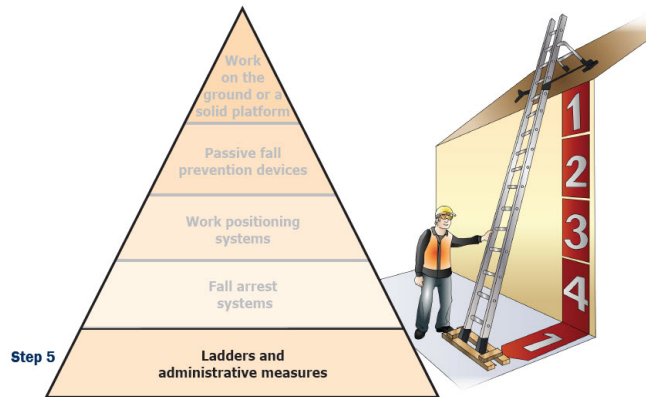 Work
on the
ground or a
solid platform
Passive fall
prevention devices
Work positioning
systems
Fall arrest
systems
Step 5
Ladders and
administrative measures
1
2
3
4
1